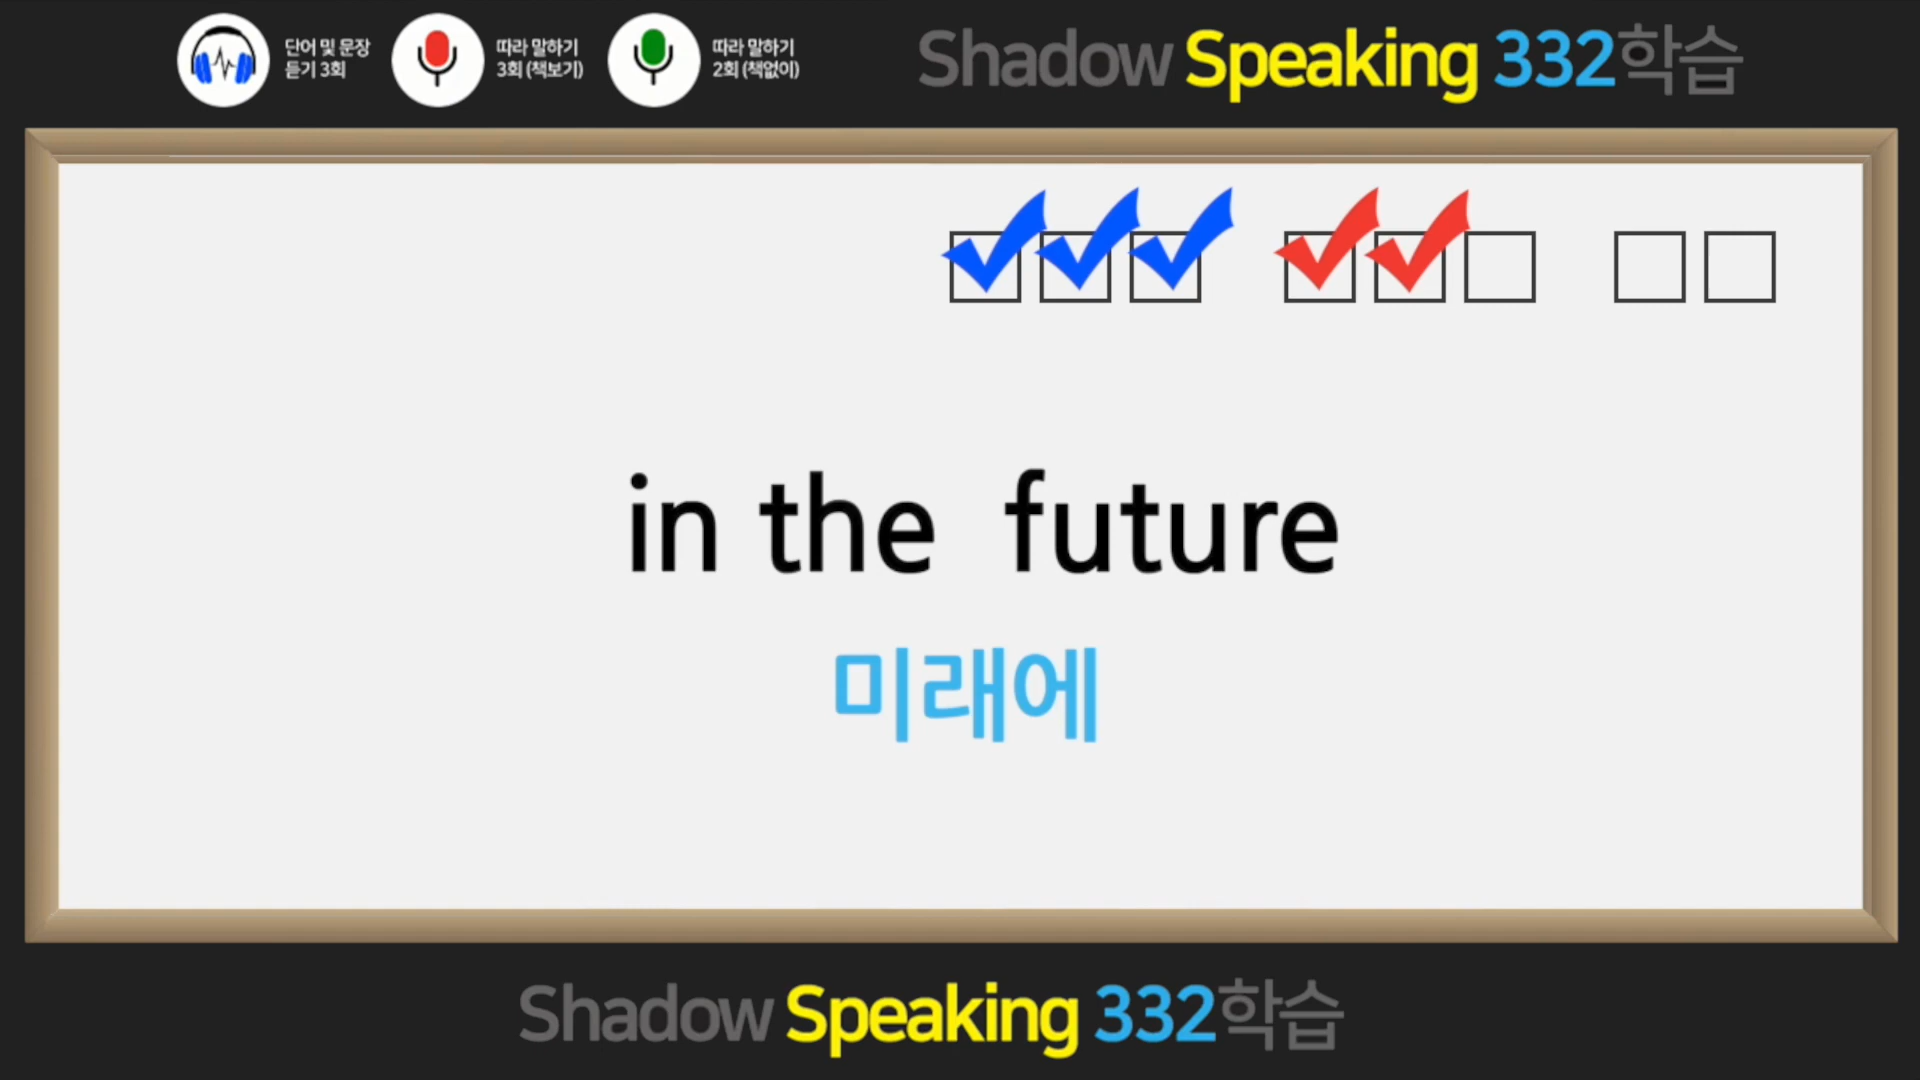 단어 및 문장
듣기 3회
따라 말하기
3회 (책보기)
따라 말하기
2회 (책없이)
Shadow Speaking 332학습
in the future
미래에
Shadow Speaking 332학습